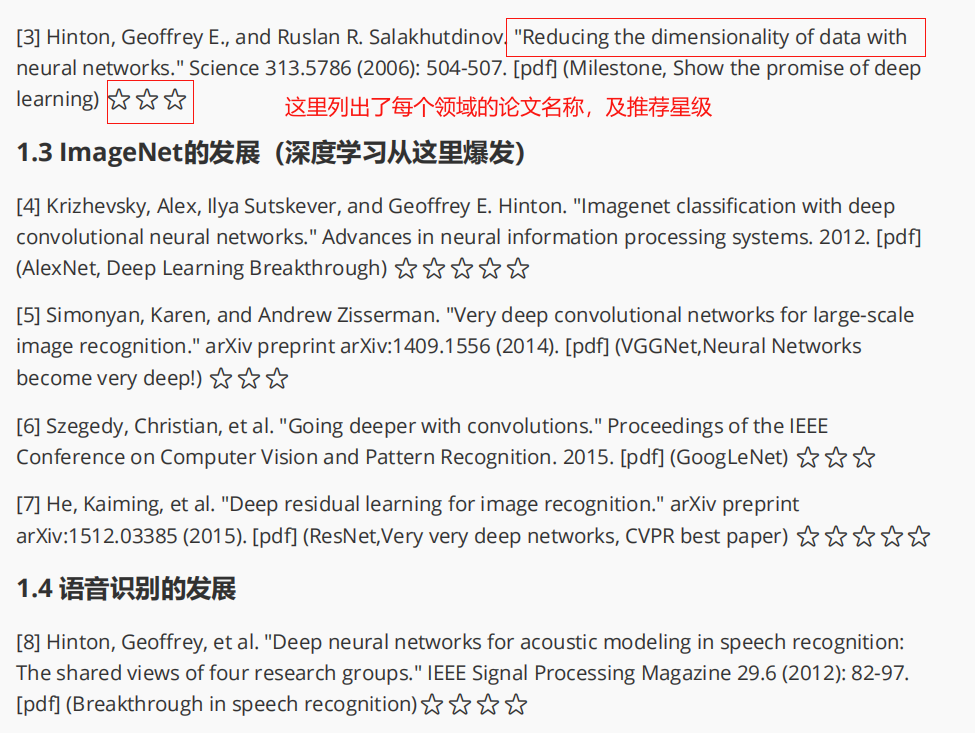 [3] Hinton, Geoffrey E., and Ruslan R. Salakhutdinov. "Reducing the dimensionality of data with
neural networks." Science 313.5786 (2006): 504-507. [pdf] (Milestone, Show the promise of deep
learning) ☆☆☆
这里列出了每个领域的论文名称，及推荐星级
1.3 ImageNet的发展（深度学习从这里爆发）
[4] Krizhevsky, Alex, Ilya Sutskever, and Geoffrey E. Hinton. "Imagenet classification with deep
convolutional neural networks." Advances in neural information processing systems. 2012. [pdf]
(AlexNet, Deep Learning Breakthrough) ☆☆☆☆☆
[5] Simonyan, Karen, and Andrew Zisserman. "Very deep convolutional networks for large-scale
image recognition." arXiv preprint arXiv:1409.1556 (2014). [pdf] (VGGNet,Neural Networks
become very deep!) ☆☆☆
[6] Szegedy, Christian, et al. "Going deeper with convolutions." Proceedings of the IEEE
Conference on Computer Vision and Pattern Recognition. 2015. [pdf] (GoogLeNet) ☆☆☆
[7] He, Kaiming, et al. "Deep residual learning for image recognition." arXiv preprint
arXiv:1512.03385 (2015). [pdf] (ResNet,Very very deep networks, CVPR best paper) ☆☆☆☆☆
1.4 语音识别的发展
[8] Hinton, Geoffrey, et al. "Deep neural networks for acoustic modeling in speech recognition:
The shared views of four research groups." IEEE Signal Processing Magazine 29.6 (2012): 82-97.
[pdf] (Breakthrough in speech recognition)☆☆☆☆